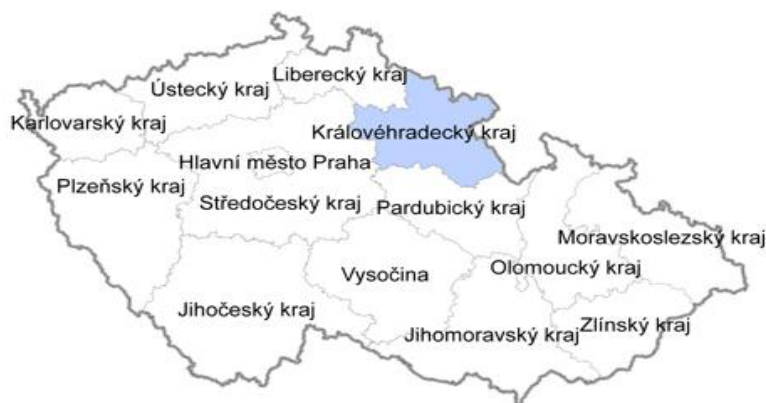 Liberecký kraj
Ústecký kraj
Karlovarský kraj
Královéhradecký kraj
Hlavní město Praha
Plzeňský kraj
Středočeský kraj
Pardubický kraj
Moravskoslezský kraj
Olomoucký kraj
Vysočina
Jihočeský kraj
Jihomoravský kraj
Zlínský kraj